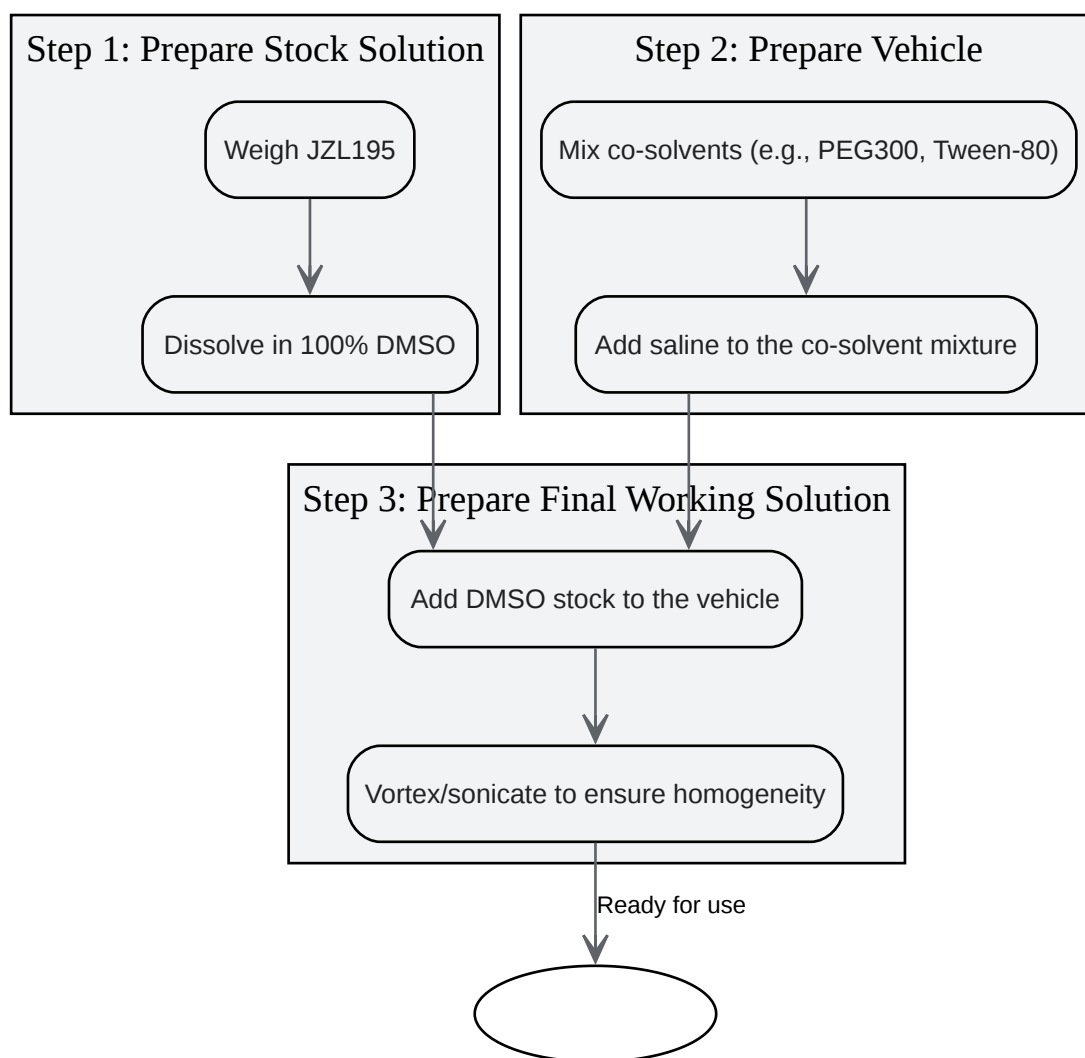 Step 1: Prepare Stock Solution
Weigh JZL195
Dissolve in 100% DMSO
Step 2: Prepare Vehicle
Mix co-solvents (e.g., PEG300, Tween-80)
Add saline to the co-solvent mixture
Step 3: Prepare Final Working Solution
Add DMSO stock to the vehicle
Vortex/sonicate to ensure homogeneity
Ready for use